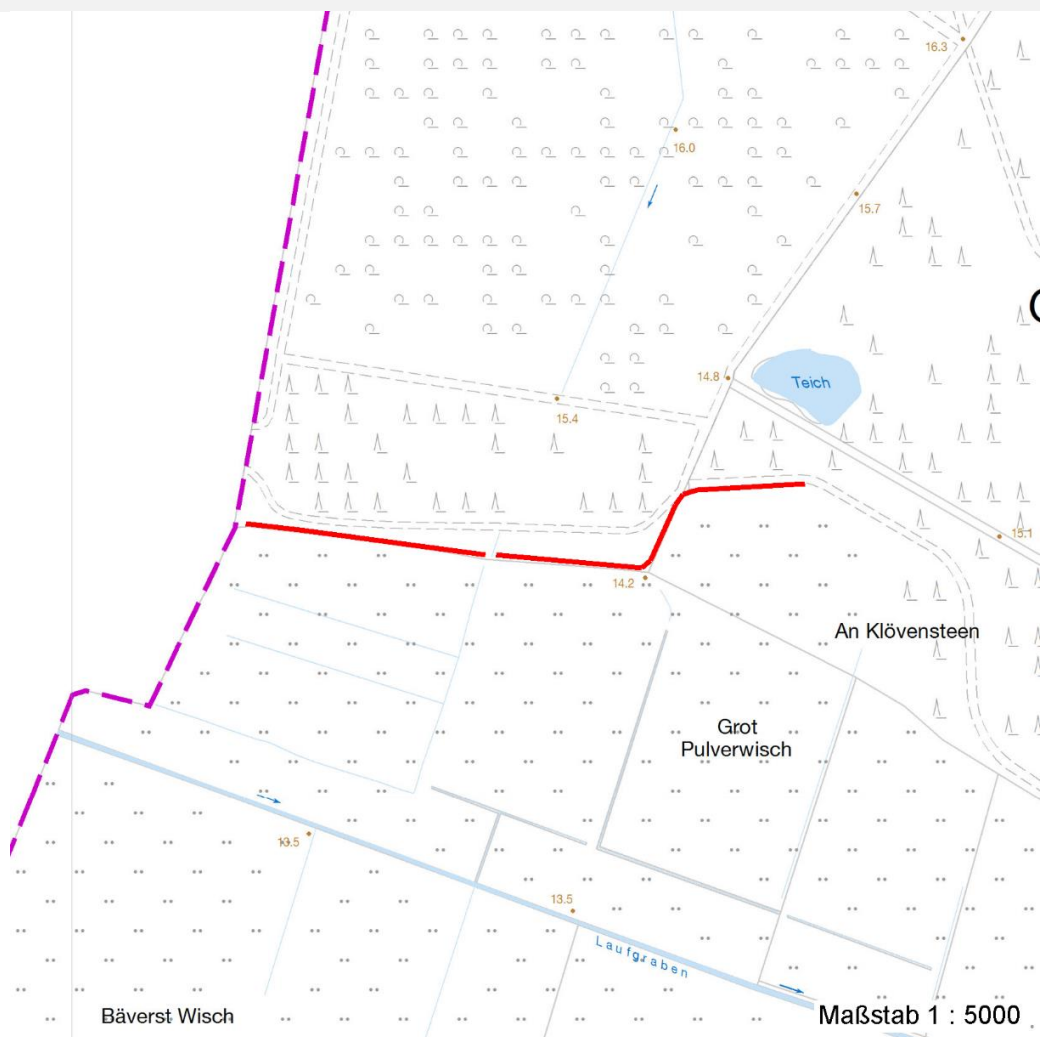 16.3
16.0
15.7
14.8
Teich
15.4
15.1
14.2
An Klövensteen
Grot
Pulverwisch
13.5
13.5
Laufgraben
Bäverst Wisch
Maßstab 1 : 5000